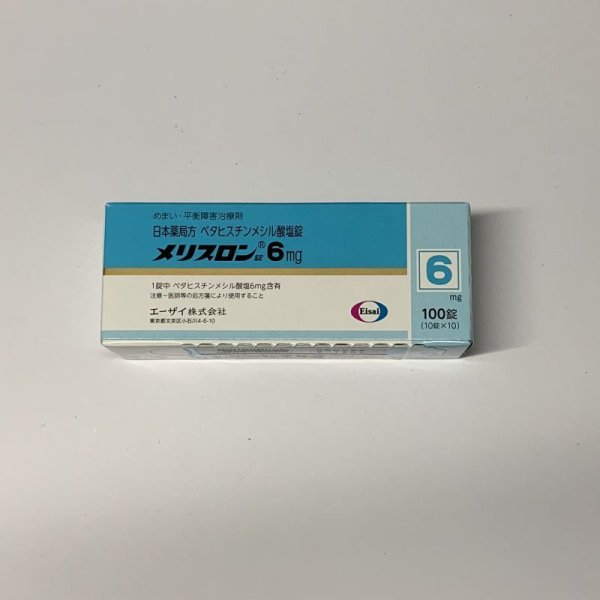 めまい・平衡障害治療剤
日本薬局方 ベタヒスチンメシル酸塩錠
メリスロン®錠6mg
1錠中 ベタヒスチンメシル酸塩6mg含有
注意－医師等の処方箋により使用すること
エーザイ株式会社
東京都文京区小石川4-6-10
Eisai
6
mg
100錠
(10錠×10)